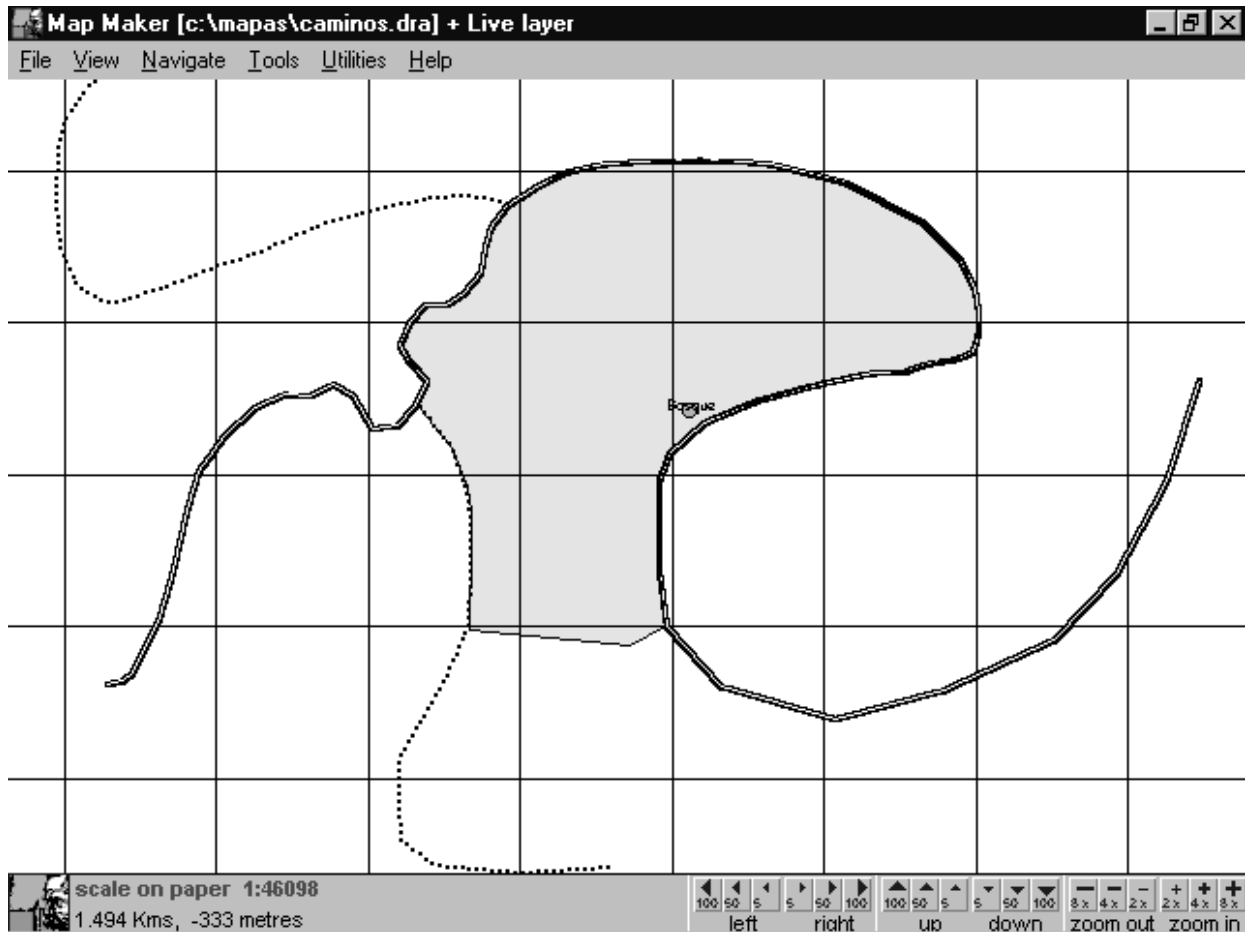 Map Maker [c:\mapas\caminos.dra] + Live layer
File View Navigate Tools Utilities Help
Bosque
scale on paper 1:46098
1.494 Kms, -333 metres
100 50 5 5 50 100 100 50 5 5 50 100 8x 4x 2x 2x 4x 8x
left right up down zoom out zoom in